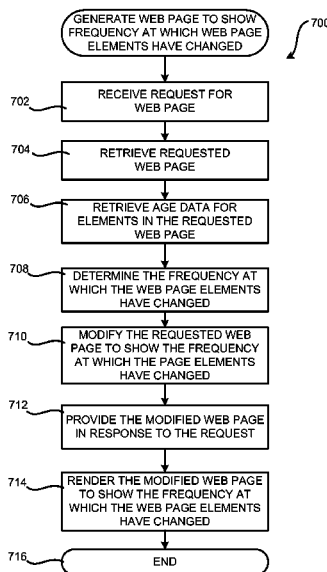 GENERATE WEB PAGE TO SHOW
FREQUENCY AT WHICH WEB PAGE
ELEMENTS HAVE CHANGED
700
702
RECEIVE REQUEST FOR
WEB PAGE
704
RETRIEVE REQUESTED
WEB PAGE
706
RETRIEVE AGE DATA FOR
ELEMENTS IN THE REQUESTED
WEB PAGE
708
DETERMINE THE FREQUENCY AT
WHICH THE WEB PAGE ELEMENTS
HAVE CHANGED
710
MODIFY THE REQUESTED WEB
PAGE TO SHOW THE FREQUENCY
AT WHICH THE PAGE ELEMENTS
HAVE CHANGED
712
PROVIDE THE MODIFIED WEB PAGE
IN RESPONSE TO THE REQUEST
714
RENDER THE MODIFIED WEB PAGE
TO SHOW THE FREQUENCY AT
WHICH THE WEB PAGE ELEMENTS
HAVE CHANGED
716
END